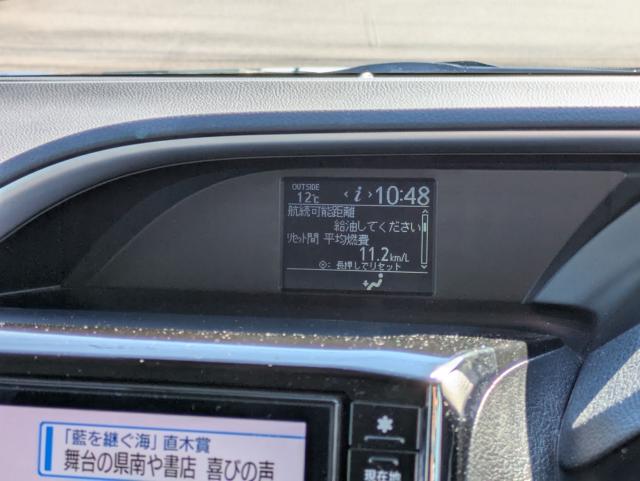 OUTSIDE
12℃
‹ i › 10:48
航続可能距離
給油してください
リセット間 平均燃費
11.2km/L
◎: 長押しでリセット
「藍を継ぐ海」直木賞
舞台の県南や書店 喜びの声
✱
現在地